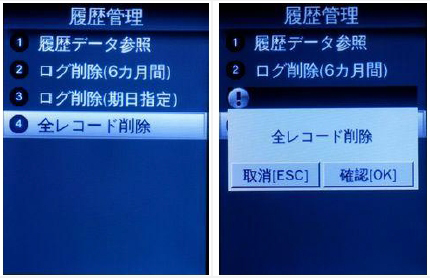 履歴管理
1 履歴データ参照
2 ログ削除(6カ月間)
3 ログ削除(期日指定)
4 全レコード削除
履歴管理
1 履歴データ参照
2 ログ削除(6カ月間)
!
全レコード削除
取消[ESC] 確認[OK]